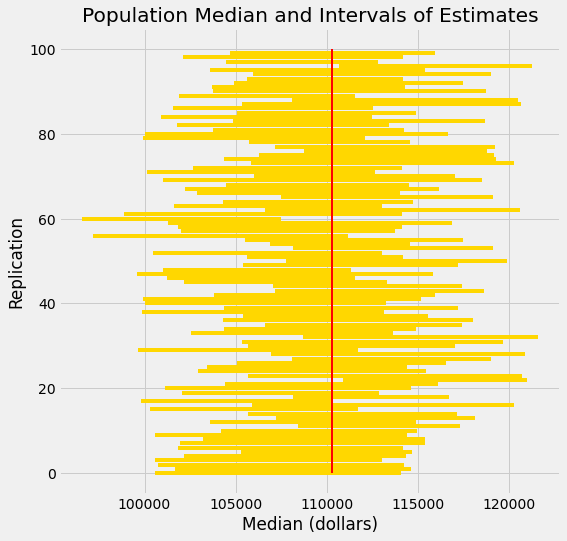 Population Median and Intervals of Estimates
100
80
60
40
20
0
Replication
100000 105000 110000 115000 120000
Median (dollars)